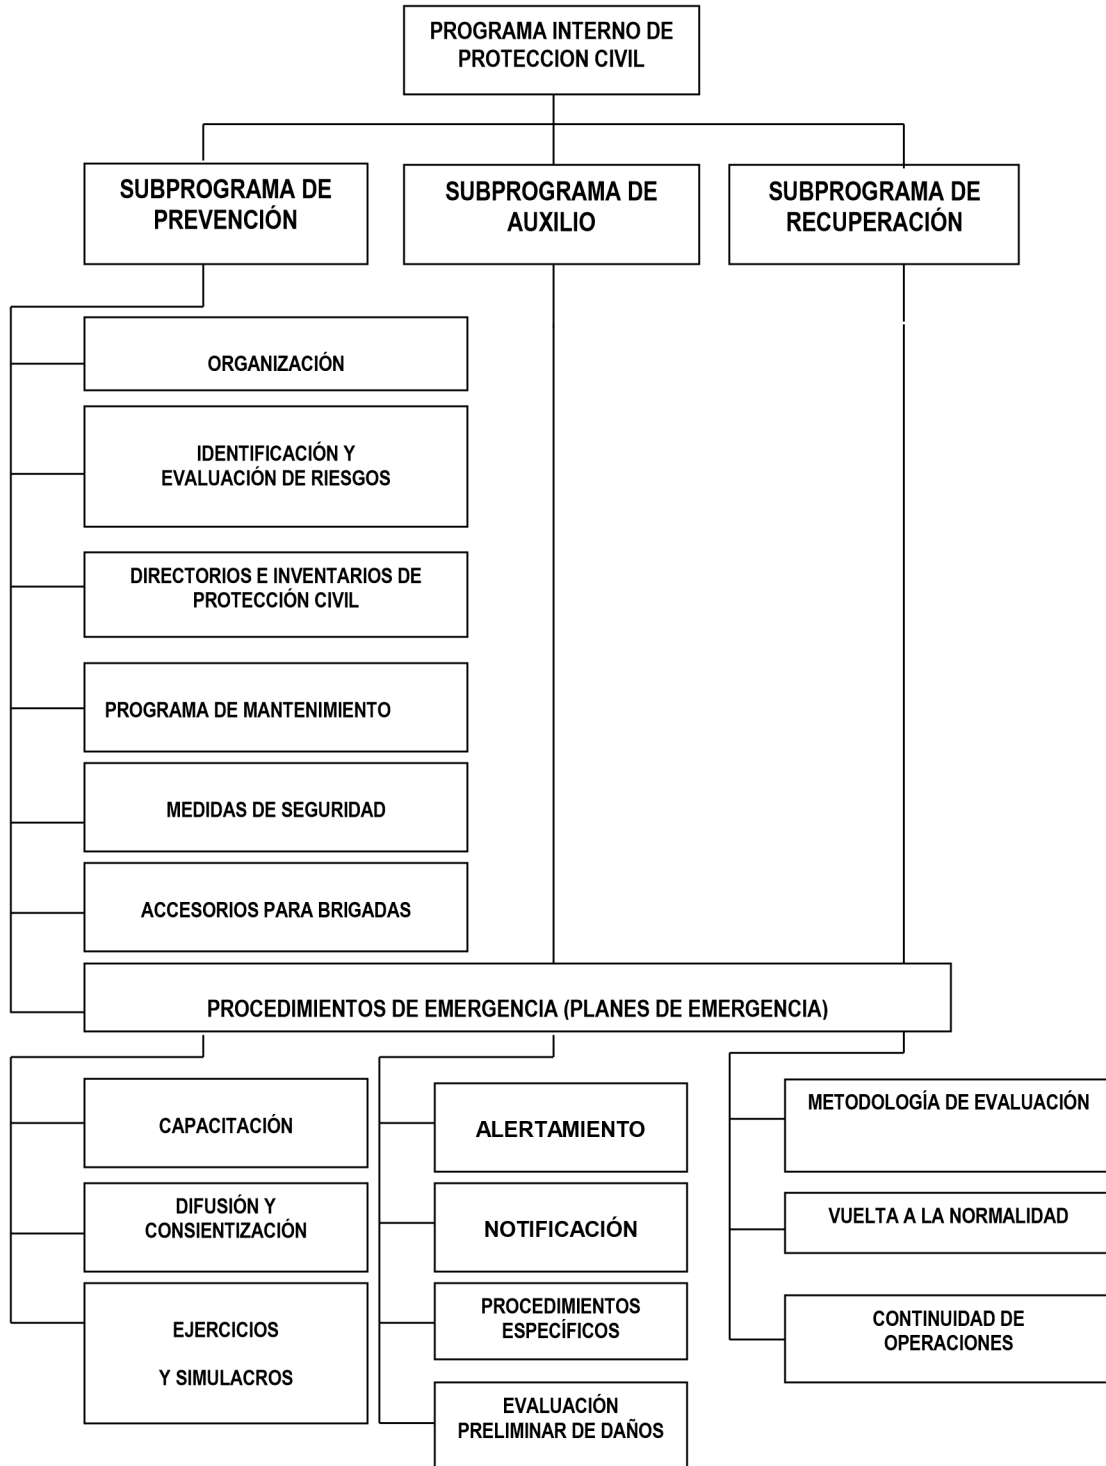 PROGRAMA INTERNO DE
PROTECCION CIVIL
SUBPROGRAMA DE
PREVENCIÓN
SUBPROGRAMA DE
AUXILIO
SUBPROGRAMA DE
RECUPERACIÓN
ORGANIZACIÓN
IDENTIFICACIÓN Y
EVALUACIÓN DE RIESGOS
DIRECTORIOS E INVENTARIOS DE
PROTECCIÓN CIVIL
PROGRAMA DE MANTENIMIENTO
MEDIDAS DE SEGURIDAD
ACCESORIOS PARA BRIGADAS
PROCEDIMIENTOS DE EMERGENCIA (PLANES DE EMERGENCIA)
CAPACITACIÓN
DIFUSIÓN Y
CONSIENTIZACIÓN
EJERCICIOS
Y SIMULACROS
ALERTAMIENTO
NOTIFICACIÓN
PROCEDIMIENTOS
ESPECÍFICOS
EVALUACIÓN
PRELIMINAR DE DAÑOS
METODOLOGÍA DE EVALUACIÓN
VUELTA A LA NORMALIDAD
CONTINUIDAD DE
OPERACIONES